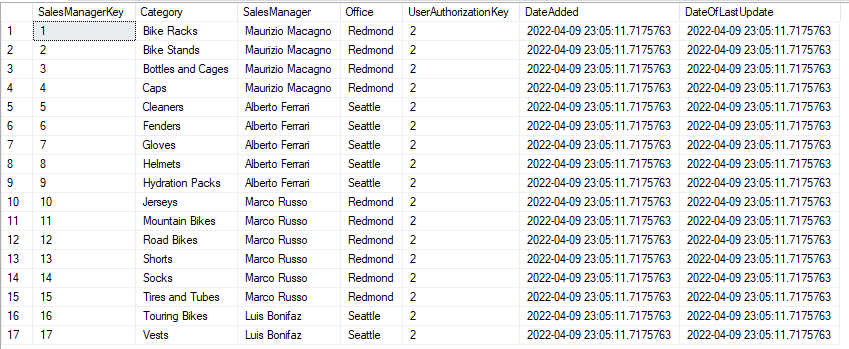 SalesManagerKey Category SalesManager Office UserAuthorizationKey DateAdded DateOfLastUpdate
1 1 Bike Racks Maurizio Macagno Redmond 2 2022-04-09 23:05:11.7175763 2022-04-09 23:05:11.7175763
2 2 Bike Stands Maurizio Macagno Redmond 2 2022-04-09 23:05:11.7175763 2022-04-09 23:05:11.7175763
3 3 Bottles and Cages Maurizio Macagno Redmond 2 2022-04-09 23:05:11.7175763 2022-04-09 23:05:11.7175763
4 4 Caps Maurizio Macagno Redmond 2 2022-04-09 23:05:11.7175763 2022-04-09 23:05:11.7175763
5 5 Cleaners Alberto Ferrari Seattle 2 2022-04-09 23:05:11.7175763 2022-04-09 23:05:11.7175763
6 6 Fenders Alberto Ferrari Seattle 2 2022-04-09 23:05:11.7175763 2022-04-09 23:05:11.7175763
7 7 Gloves Alberto Ferrari Seattle 2 2022-04-09 23:05:11.7175763 2022-04-09 23:05:11.7175763
8 8 Helmets Alberto Ferrari Seattle 2 2022-04-09 23:05:11.7175763 2022-04-09 23:05:11.7175763
9 9 Hydration Packs Alberto Ferrari Seattle 2 2022-04-09 23:05:11.7175763 2022-04-09 23:05:11.7175763
10 10 Jerseys Marco Russo Redmond 2 2022-04-09 23:05:11.7175763 2022-04-09 23:05:11.7175763
11 11 Mountain Bikes Marco Russo Redmond 2 2022-04-09 23:05:11.7175763 2022-04-09 23:05:11.7175763
12 12 Road Bikes Marco Russo Redmond 2 2022-04-09 23:05:11.7175763 2022-04-09 23:05:11.7175763
13 13 Shorts Marco Russo Redmond 2 2022-04-09 23:05:11.7175763 2022-04-09 23:05:11.7175763
14 14 Socks Marco Russo Redmond 2 2022-04-09 23:05:11.7175763 2022-04-09 23:05:11.7175763
15 15 Tires and Tubes Marco Russo Redmond 2 2022-04-09 23:05:11.7175763 2022-04-09 23:05:11.7175763
16 16 Touring Bikes Luis Bonifaz Seattle 2 2022-04-09 23:05:11.7175763 2022-04-09 23:05:11.7175763
17 17 Vests Luis Bonifaz Seattle 2 2022-04-09 23:05:11.7175763 2022-04-09 23:05:11.7175763